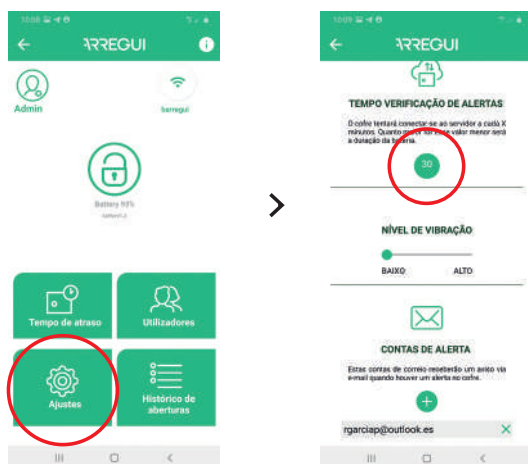 ARREGUI
Admin
barregui
Battery 93%
Tempo de atraso
Utilizadores
Ajustes
Histórico de
aberturas
>
10:09
ARREGUI
TEMPO VERIFICAÇÃO DE ALERTAS
O cofre tentará conectar-se ao servidor a cada X
minutos. Quanto menor for esse valor menor será
a duração da bateria.
30
NÍVEL DE VIBRAÇÃO
BAIXO
ALTO
CONTAS DE ALERTA
Estas contas de correio receberão um aviso via
e-mail quando houver um alerta no cofre.
rgarciap@outlook.es